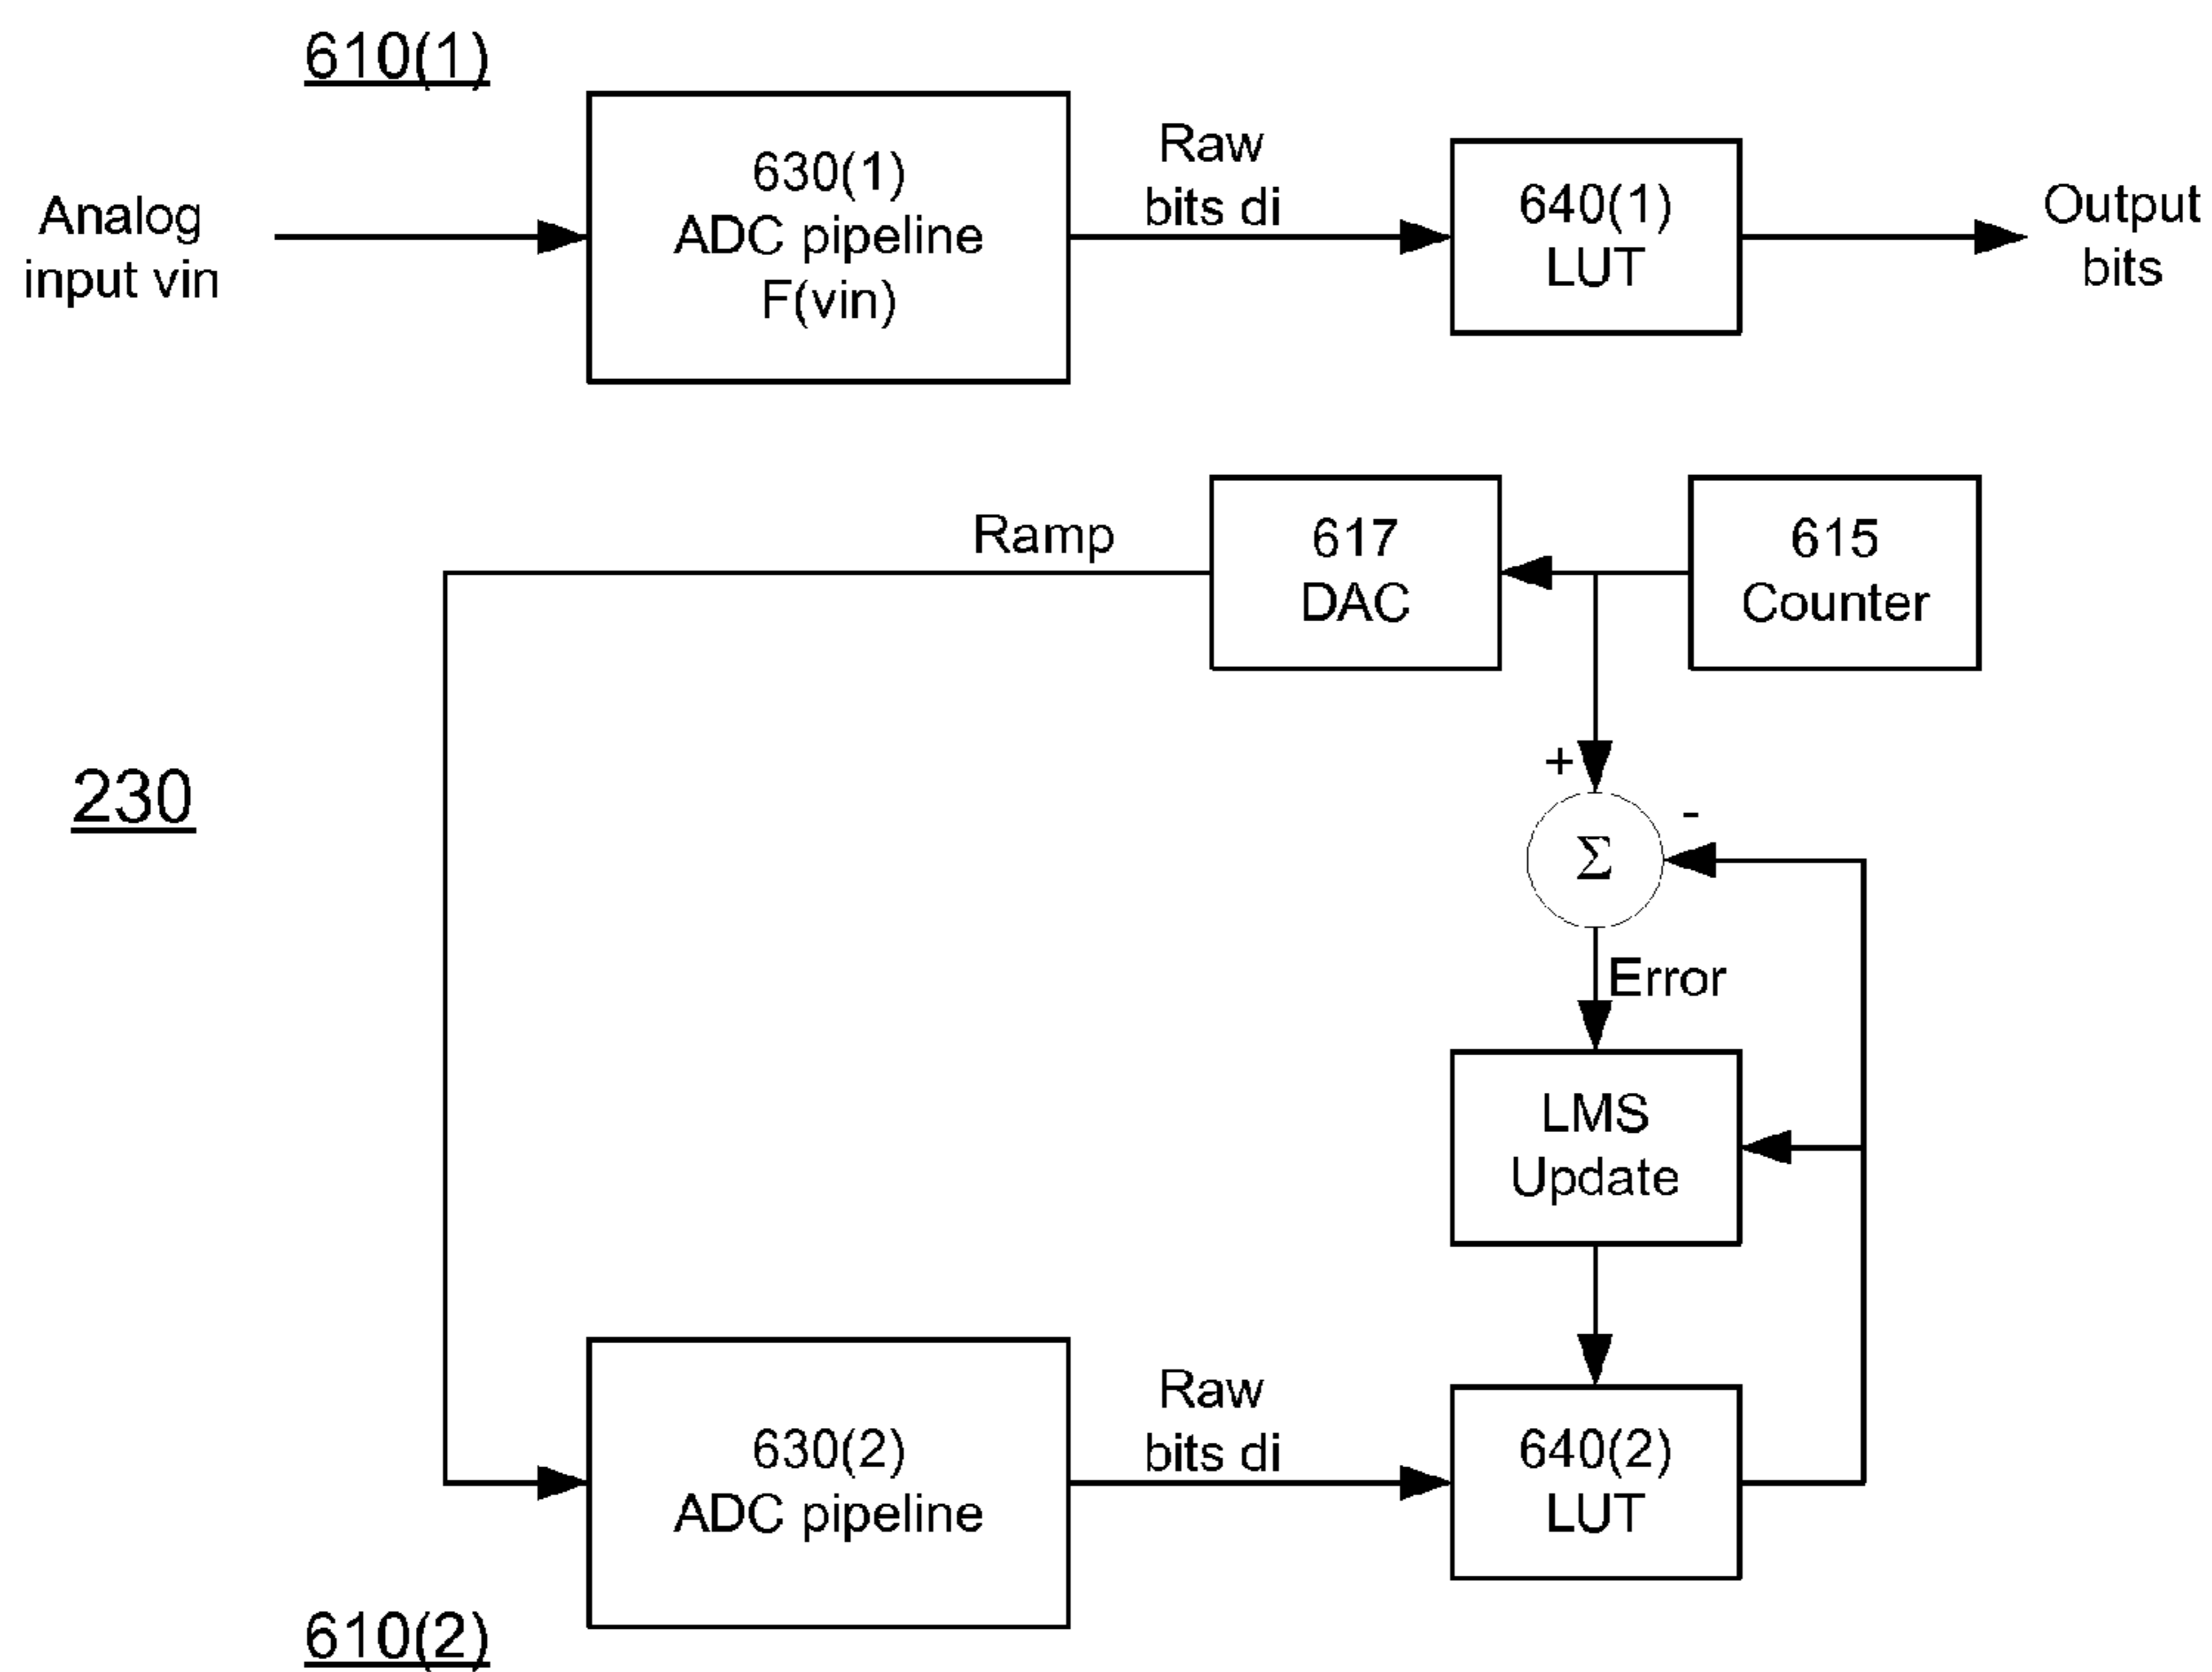 610(1)
Analog
input vin
630(1)
ADC pipeline
F(vin)
Raw
bits di
640(1)
LUT
Output
bits
Ramp
617
DAC
615
Counter
230
+
-
Σ
Error
LMS
Update
630(2)
ADC pipeline
Raw
bits di
640(2)
LUT
610(2)